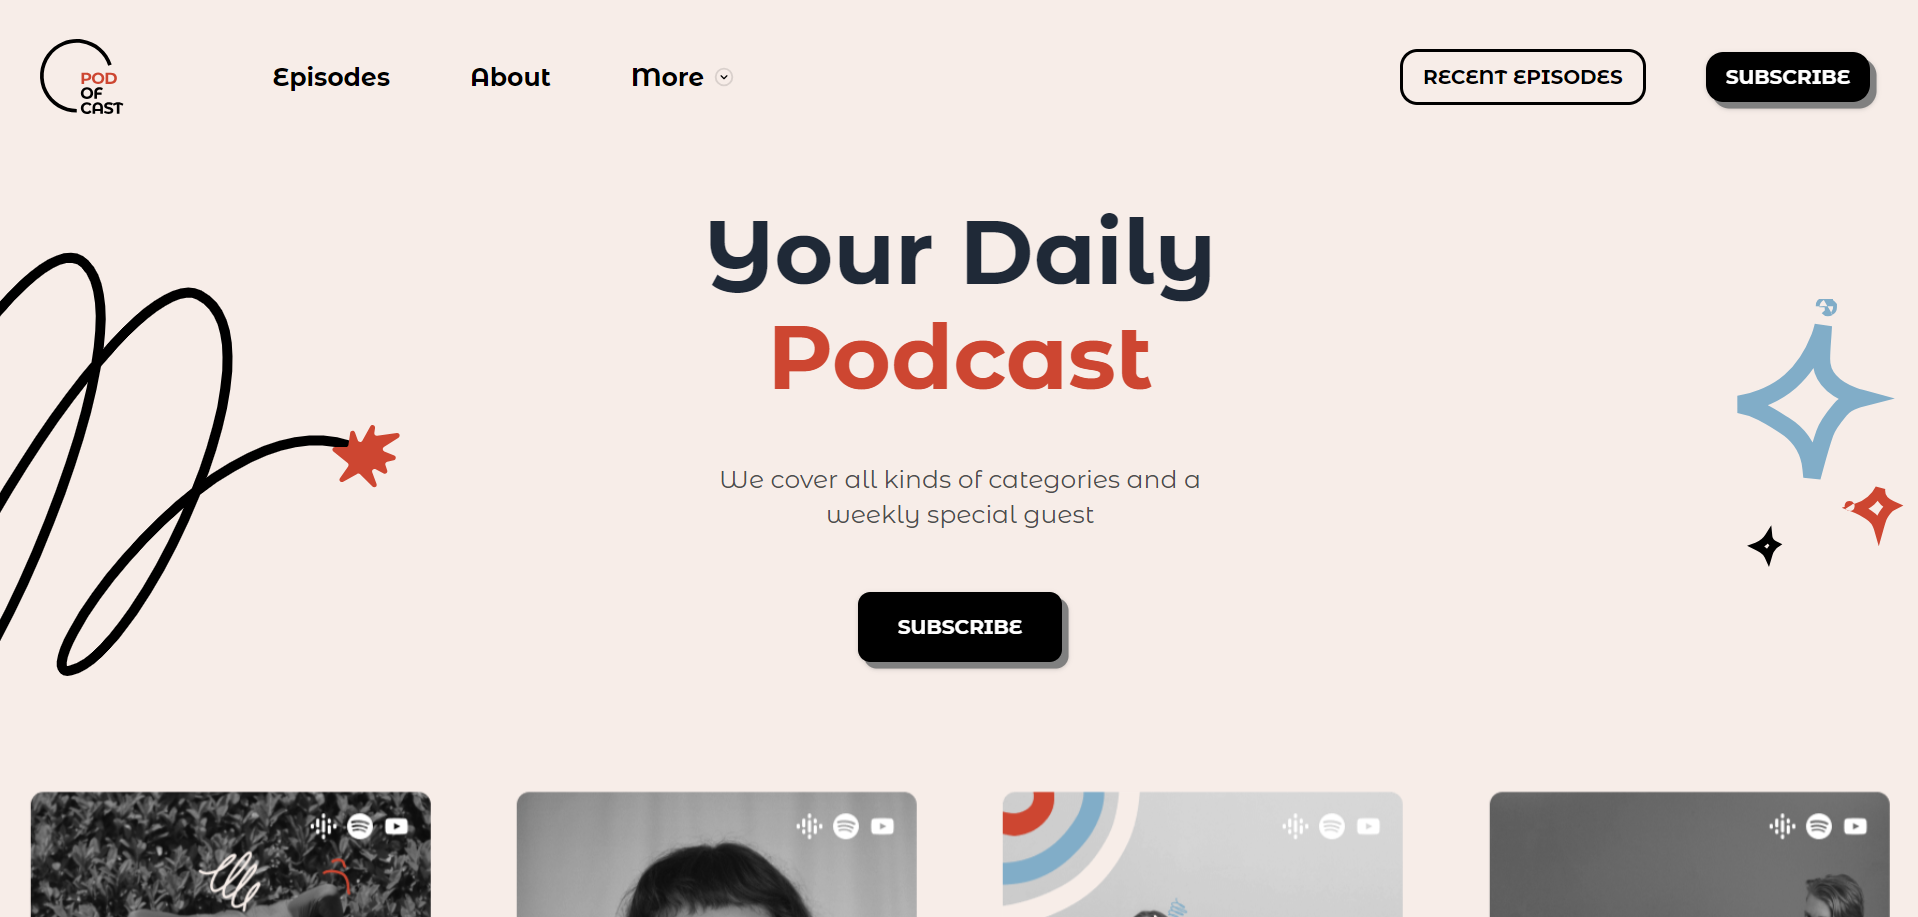 POD
OF
CAST
Episodes
About
More
RECENT EPISODES
SUBSCRIBE
Your Daily
Podcast
We cover all kinds of categories and a
weekly special guest
SUBSCRIBE